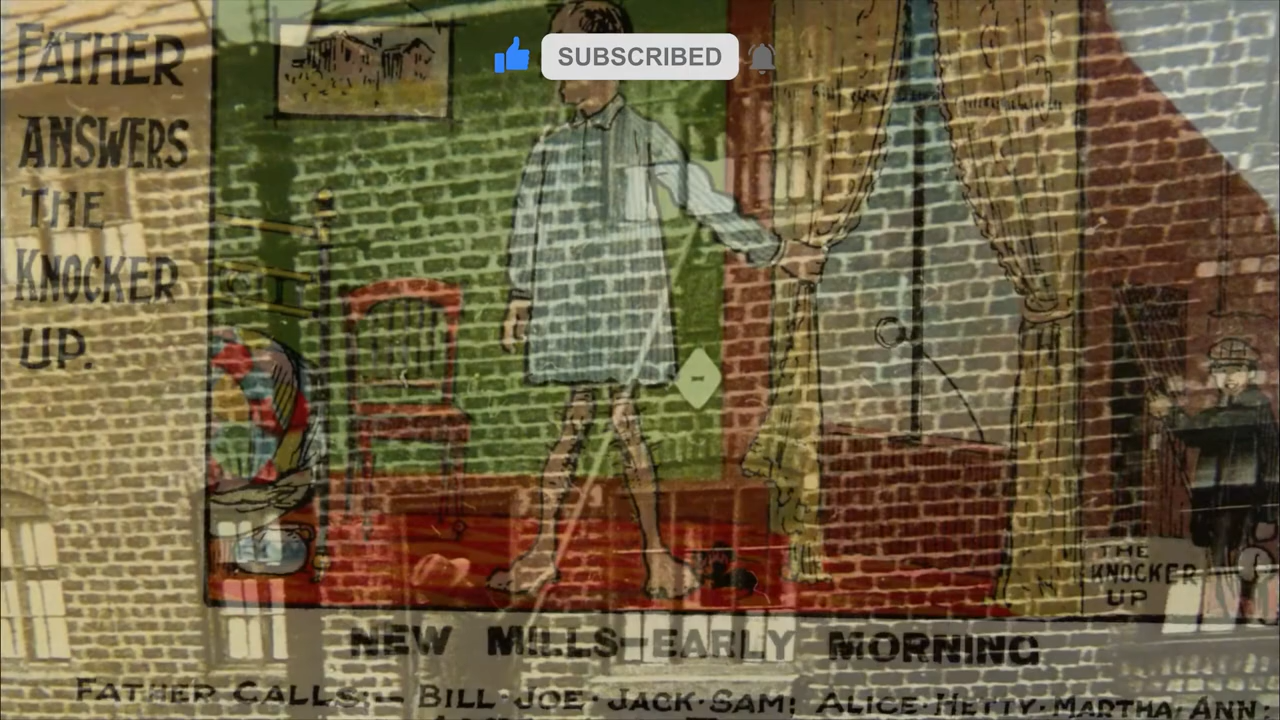 SUBSCRIBED
FATHER
ANSWERS
THE
KNOCKER
UP.
THE
KNOCKER
UP
NEW MILLS-EARLY MORNING
FATHER CALLS:- BILL·JOE·JACK·SAM; ALICE·HETTY·MARTHA·ANN·